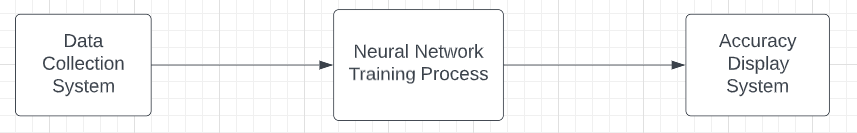 Data
Collection
System
Neural Network
Training Process
Accuracy
Display
System